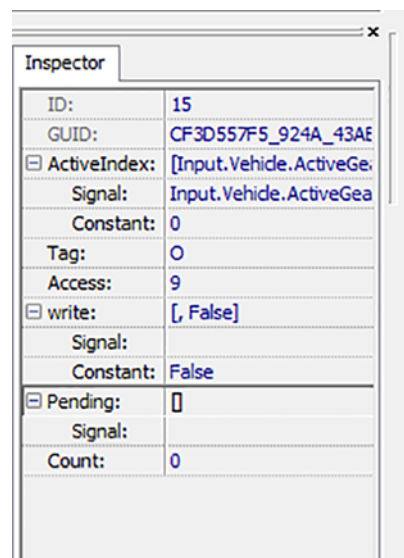 x
Inspector
ID: 15
GUID: CF3D557F5_924A_43AE
ActiveIndex: [Input.Vehicle.ActiveGea
Signal: Input.Vehicle.ActiveGea
Constant: 0
Tag: O
Access: 9
write: [, False]
Signal:
Constant: False
Pending: []
Signal:
Count: 0